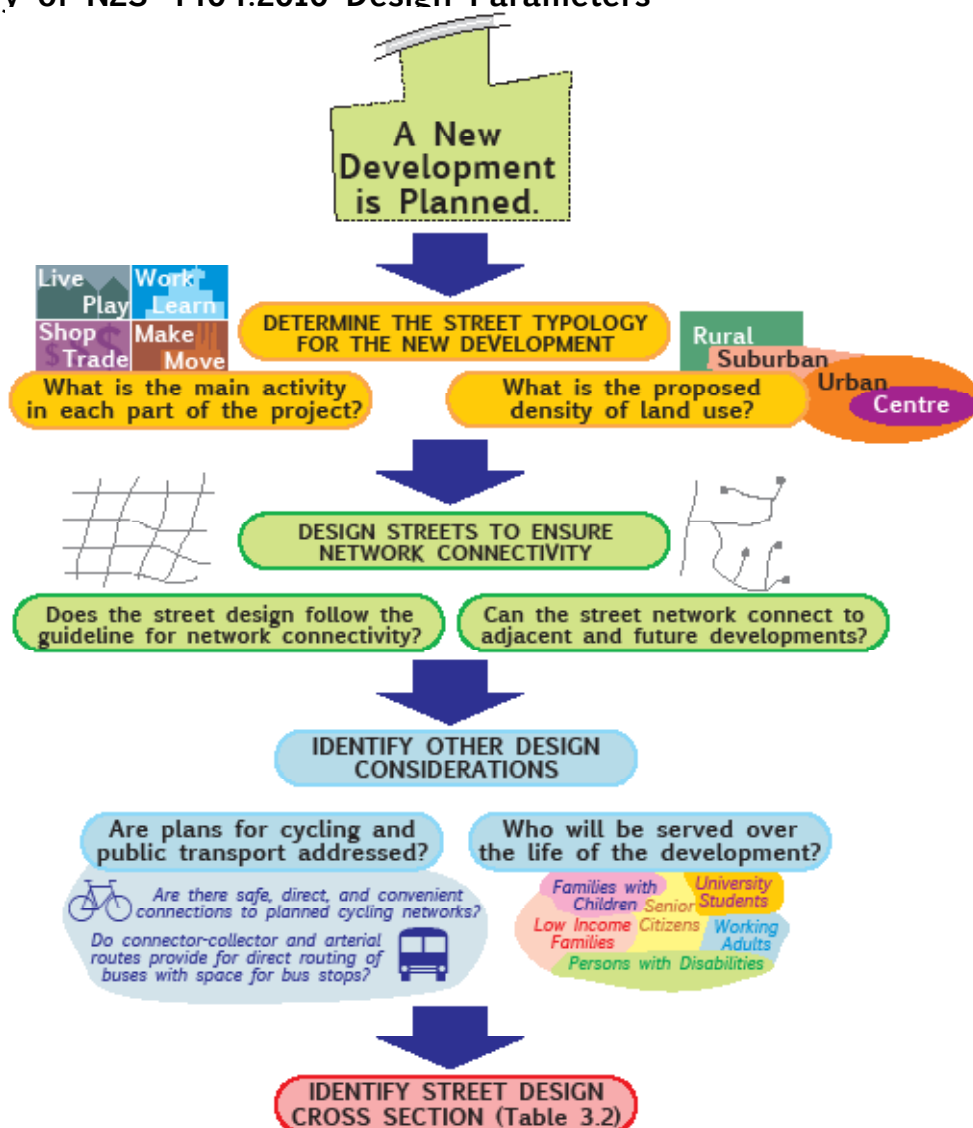 y of NZS 4404:2010 Design Parameters
A New
Development
is Planned.
Live
Play
Work
Learn
Shop
Trade
Make
Move
DETERMINE THE STREET TYPOLOGY
FOR THE NEW DEVELOPMENT
Rural
Suburban
Urban
Centre
What is the main activity
in each part of the project?
What is the proposed
density of land use?
DESIGN STREETS TO ENSURE
NETWORK CONNECTIVITY
Does the street design follow the
guideline for network connectivity?
Can the street network connect to
adjacent and future developments?
IDENTIFY OTHER DESIGN
CONSIDERATIONS
Are plans for cycling and
public transport addressed?
Are there safe, direct, and convenient
connections to planned cycling networks?
Do connector-collector and arterial
routes provide for direct routing of
buses with space for bus stops?
Who will be served over
the life of the development?
Families with
Children
University
Students
Senior
Citizens
Low Income
Families
Working
Adults
Persons with Disabilities
IDENTIFY STREET DESIGN
CROSS SECTION (Table 3.2)